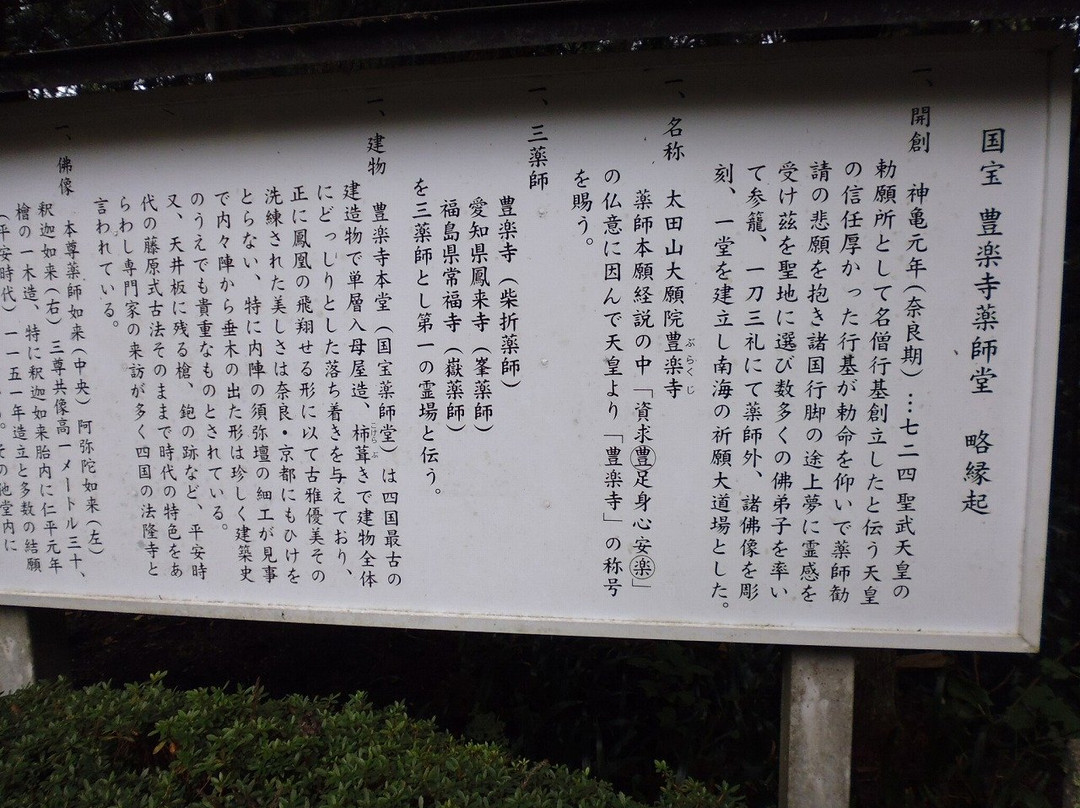 国宝 豊楽寺薬師堂 略縁起
一、開創 神亀元年(奈良期)…七二四聖武天皇の
勅願所として名僧行基創立したと伝う天皇
の信任厚かった行基が勅命を仰いで薬師勧
請の悲願を抱き諸国行脚の途上夢に霊感を
受け茲を聖地に選び数多くの佛弟子を率い
て参籠、一刀三礼にて薬師外、諸佛像を彫
刻、一堂を建立し南海の祈願大道場とした。
一、名称 太田山大願院豊楽寺
ぶらくじ
薬師本願経説の中「資求豊足身心安楽」
の仏意に因んで天皇より「豊楽寺」の称号
を賜う。
一、三薬師
豊楽寺(柴折薬師)
愛知県鳳来寺(峯薬師)
福島県常福寺(嶽薬師)
を三薬師とし第一の霊場と伝う。
一、建物 豊楽寺本堂(国宝薬師堂)は四国最古の
建造物で単層入母屋造、柿葺きで建物全体
こけらぶ
にどっしりとした落ち着きを与えており、
正に鳳凰の飛翔せる形に以て古雅優美その
洗練された美しさは奈良・京都にもひけを
とらない、特に内陣の須弥壇の細工が見事
で内々陣から垂木の出た形は珍しく建築史
のうえでも貴重なものとされている。
又、天井板に残る槍、鉋の跡など、平安時
代の藤原式古法そのままで時代の特色をあ
らわし専門家の来訪が多く四国の法隆寺と
言われている。
一、佛像 本尊薬師如来(中央)阿弥陀如来(左)
釈迦如来(右)三尊共像高一メートル三十、
檜の一木造、特に釈迦如来胎内に仁平元年
(平安時代)一一五一年造立と多数の結願
その他堂内に